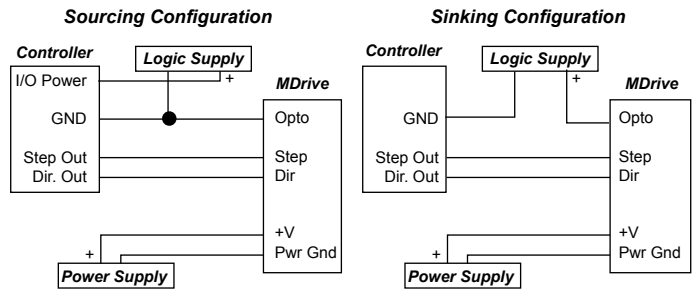 Sourcing Configuration
Controller
Logic Supply
I/O Power
+
MDrive
GND
Opto
Step Out
Step
Dir. Out
Dir
+V
+
Pwr Gnd
Power Supply
Sinking Configuration
Controller
Logic Supply
+
MDrive
GND
Opto
Step Out
Step
Dir. Out
Dir
+V
+
Pwr Gnd
Power Supply